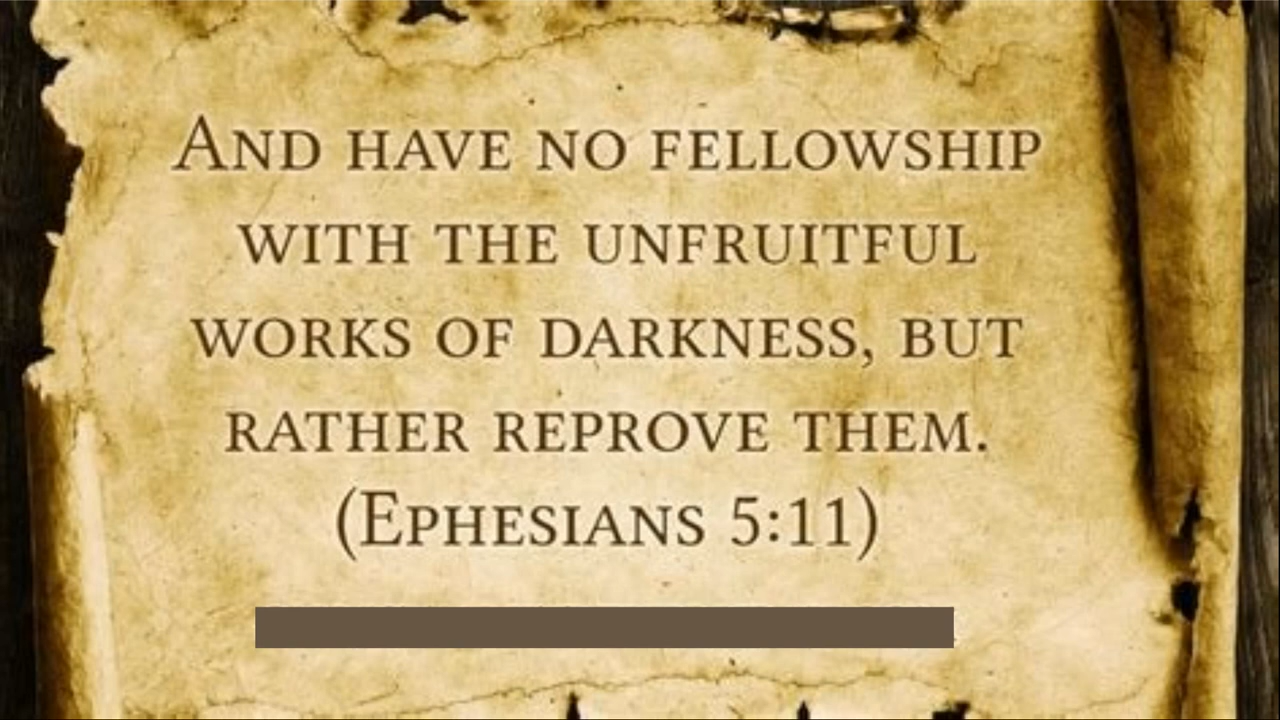 And have no fellowship
with the unfruitful
works of darkness, but
rather reprove them.
(Ephesians 5:11)